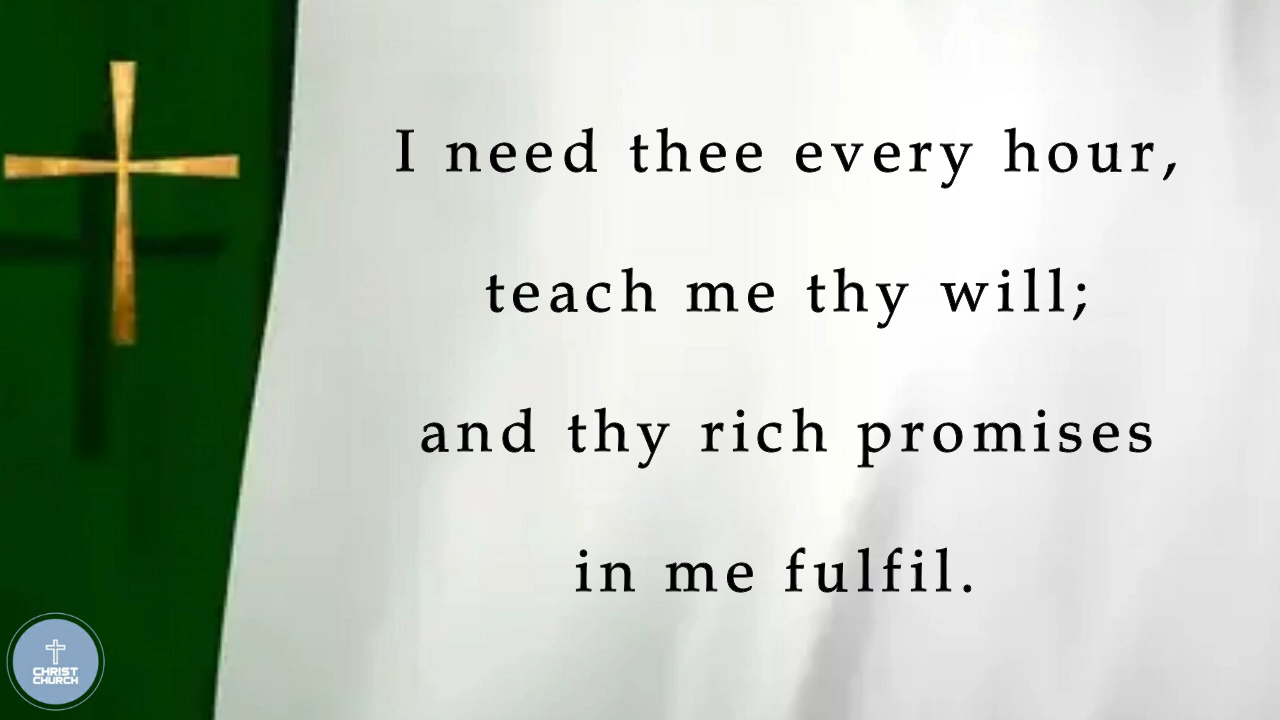 I need thee every hour,
teach me thy will;
and thy rich promises
in me fulfil.
CHRIST
CHURCH